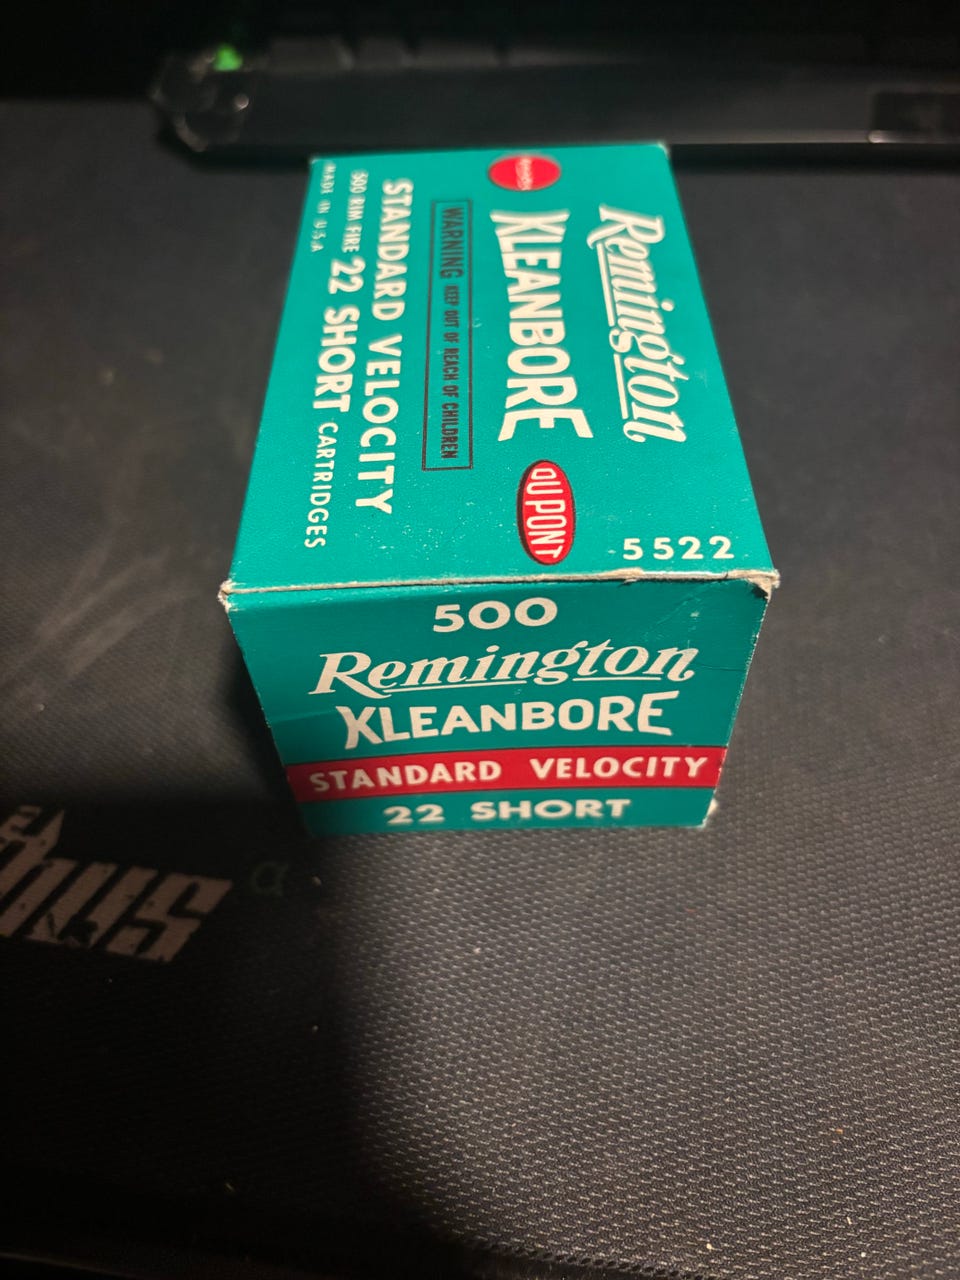 Remington
KLEANBORE
DU PONT
5522
WARNING KEEP OUT OF REACH OF CHILDREN
STANDARD VELOCITY
500 RIM FIRE 22 SHORT CARTRIDGES
MADE IN U.S.A
500
Remington
KLEANBORE
STANDARD VELOCITY
22 SHORT